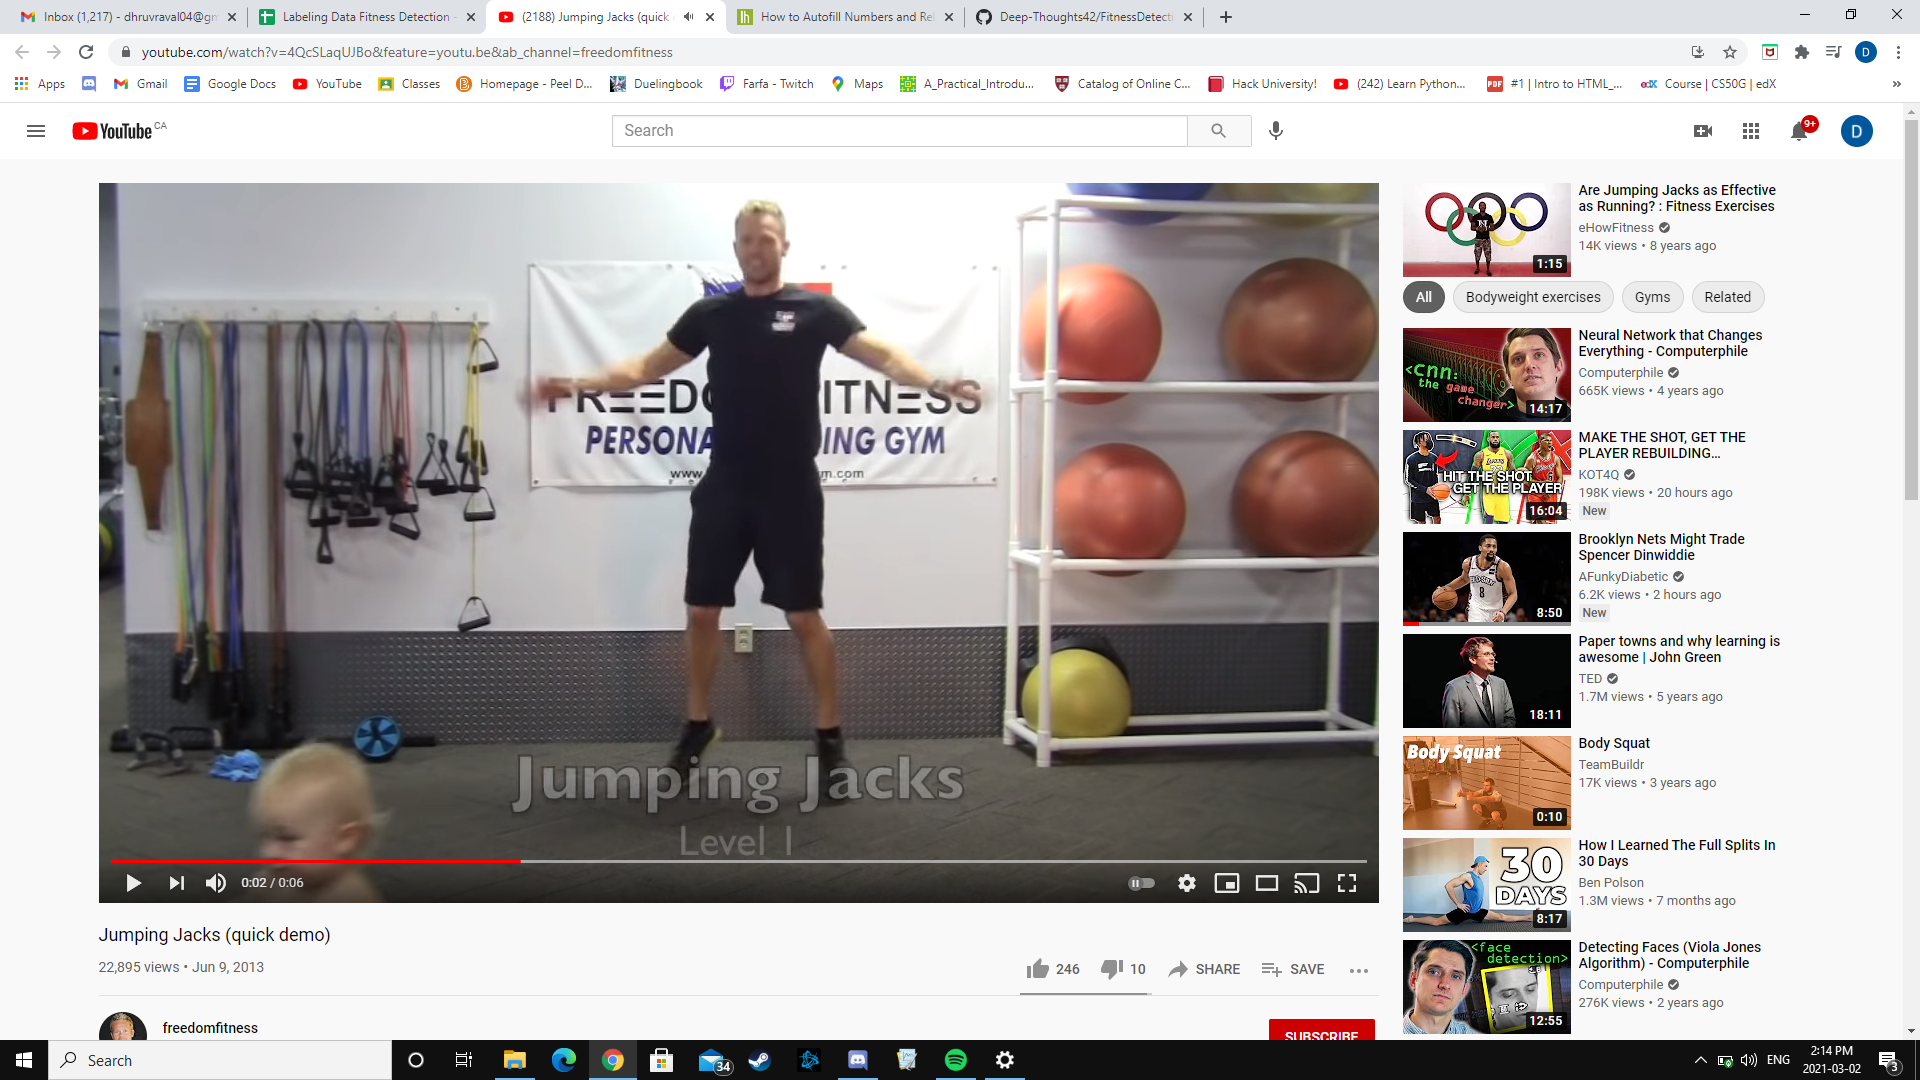 Inbox (1,217) - dhruvraval04@gm
Labeling Data Fitness Detection -
(2188) Jumping Jacks (quick
How to Autofill Numbers and Rel
Deep-Thoughts42/FitnessDetecti
youtube.com/watch?v=4QcSLaqUJBo&feature=youtu.be&ab_channel=freedomfitness
D
Apps
Gmail
Google Docs
YouTube
Classes
Homepage - Peel D...
Duelingbook
Farfa - Twitch
Maps
A_Practical_Introdu...
Catalog of Online C...
Hack University!
(242) Learn Python...
PDF
#1 | Intro to HTML_...
edX
Course | CS50G | edX
»
YouTube CA
Search
9+
D
FREEDO ITNESS
PERSONA ING GYM
www. m.com
Jumping Jacks
Level 1
0:02 / 0:06
Jumping Jacks (quick demo)
22,895 views • Jun 9, 2013
246
10
SHARE
SAVE
freedomfitness
SUBSCRIBE
1:15
Are Jumping Jacks as Effective
as Running? : Fitness Exercises
eHowFitness
14K views • 8 years ago
All
Bodyweight exercises
Gyms
Related
<CNN:
the game
changer>
14:17
Neural Network that Changes
Everything - Computerphile
Computerphile
665K views • 4 years ago
HIT THE SHOT
GET THE PLAYER
16:04
MAKE THE SHOT, GET THE
PLAYER REBUILDING...
KOT4Q
198K views • 20 hours ago
New
8
8:50
Brooklyn Nets Might Trade
Spencer Dinwiddie
AFunkyDiabetic
6.2K views • 2 hours ago
New
18:11
Paper towns and why learning is
awesome | John Green
TED
1.7M views • 5 years ago
Body Squat
0:10
Body Squat
TeamBuildr
17K views • 3 years ago
30
DAYS
8:17
How I Learned The Full Splits In
30 Days
Ben Polson
1.3M views • 7 months ago
<face
detection>
12:55
Detecting Faces (Viola Jones
Algorithm) - Computerphile
Computerphile
276K views • 2 years ago
Search
34
ENG
2:14 PM
2021-03-02
3